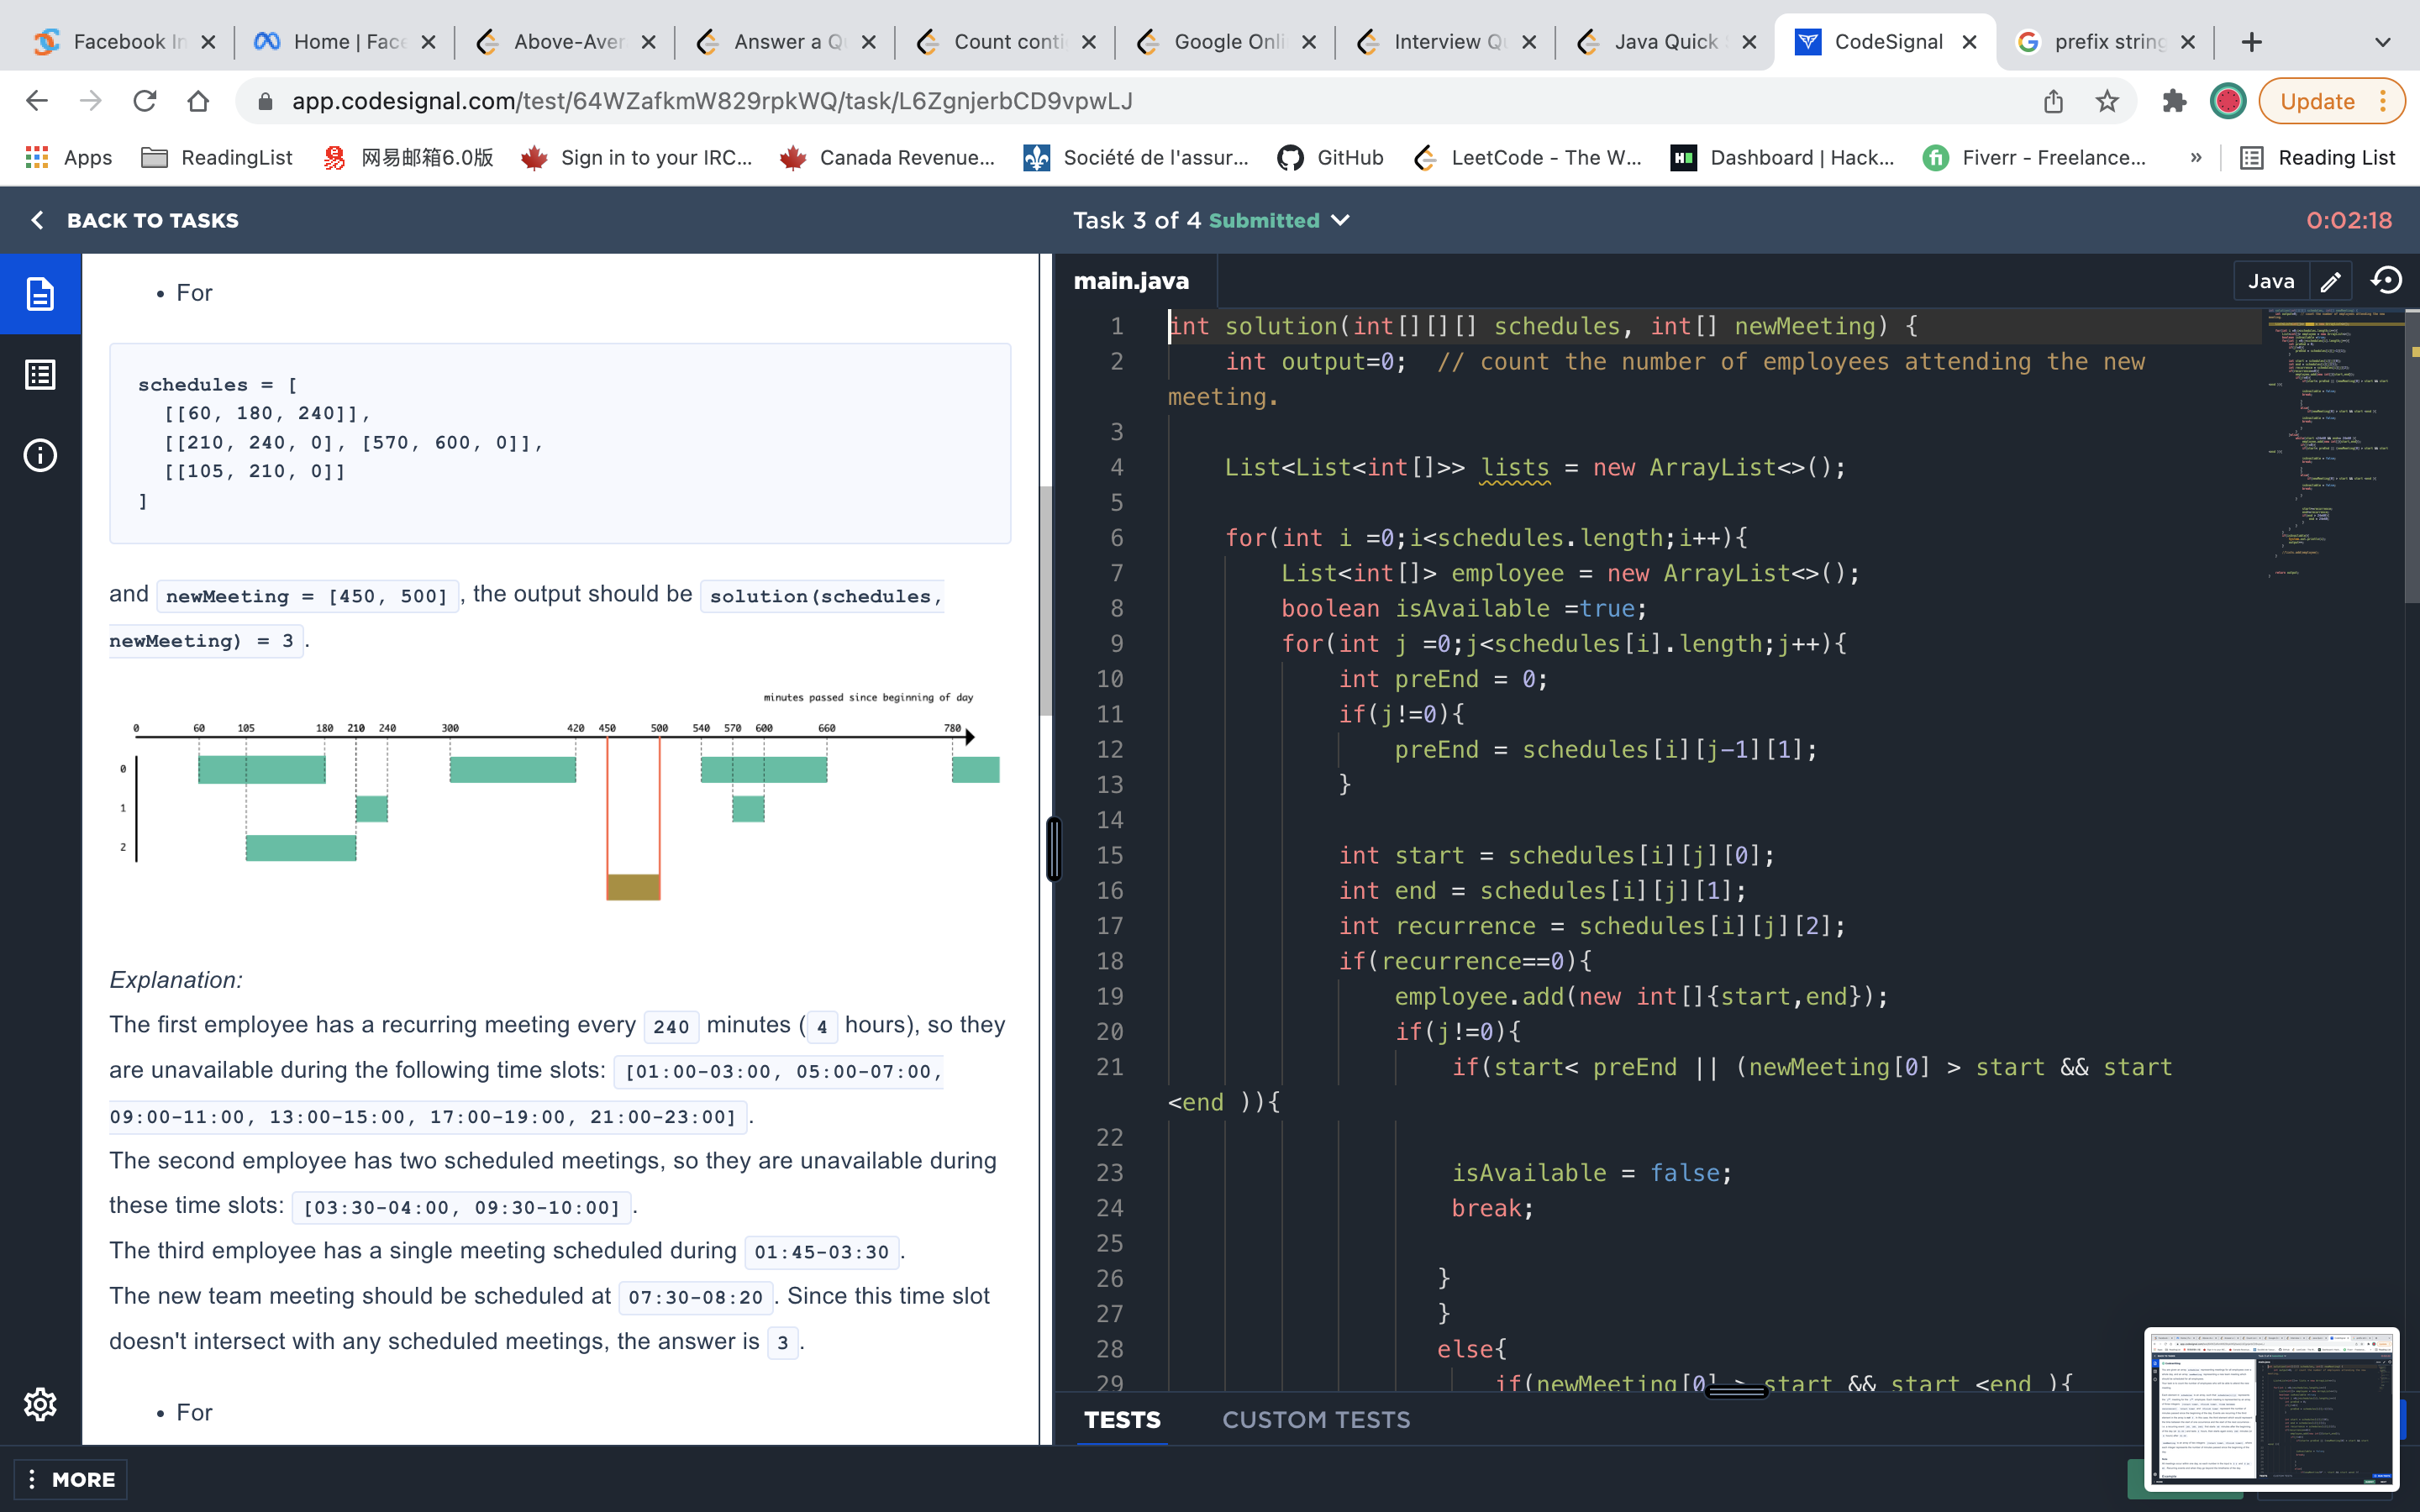 Facebook In
Home | Face
Above-Aver
Answer a Qu
Count conti
Google Onli
Interview Qu
Java Quick
CodeSignal
prefix string
app.codesignal.com/test/64WZafkmW829rpkWQ/task/L6ZgnjerbCD9vpwLJ
Update
Apps
ReadingList
网易邮箱6.0版
Sign in to your IRC...
Canada Revenue...
Société de l'assur...
GitHub
LeetCode - The W...
Dashboard | Hack...
Fiverr - Freelance...
»
Reading List
BACK TO TASKS
Task 3 of 4 Submitted
0:02:18
• For
schedules = [
[[60, 180, 240]],
[[210, 240, 0], [570, 600, 0]],
[[105, 210, 0]]
]
and newMeeting = [450, 500], the output should be solution(schedules,
newMeeting) = 3.
minutes passed since beginning of day
0 60 105 180 210 240 300 420 450 500 540 570 600 660 780
0
1
2
Explanation:
The first employee has a recurring meeting every 240 minutes (4 hours), so they
are unavailable during the following time slots: [01:00-03:00, 05:00-07:00,
09:00-11:00, 13:00-15:00, 17:00-19:00, 21:00-23:00].
The second employee has two scheduled meetings, so they are unavailable during
these time slots: [03:30-04:00, 09:30-10:00].
The third employee has a single meeting scheduled during 01:45-03:30.
The new team meeting should be scheduled at 07:30-08:20. Since this time slot
doesn't intersect with any scheduled meetings, the answer is 3.
• For
MORE
main.java
Java
1 int solution(int[][][] schedules, int[] newMeeting) {
2 int output=0; // count the number of employees attending the new
meeting.
3
4 List<List<int[]>> lists = new ArrayList<>();
5
6 for(int i =0;i<schedules.length;i++){
7 List<int[]> employee = new ArrayList<>();
8 boolean isAvailable =true;
9 for(int j =0;j<schedules[i].length;j++){
10 int preEnd = 0;
11 if(j!=0){
12 preEnd = schedules[i][j-1][1];
13 }
14
15 int start = schedules[i][j][0];
16 int end = schedules[i][j][1];
17 int recurrence = schedules[i][j][2];
18 if(recurrence==0){
19 employee.add(new int[]{start,end});
20 if(j!=0){
21 if(start< preEnd || (newMeeting[0] > start && start
<end )){
22
23 isAvailable = false;
24 break;
25
26 }
27 }
28 else{
29 if(newMeeting[0] > start && start <end ){
TESTS
CUSTOM TESTS